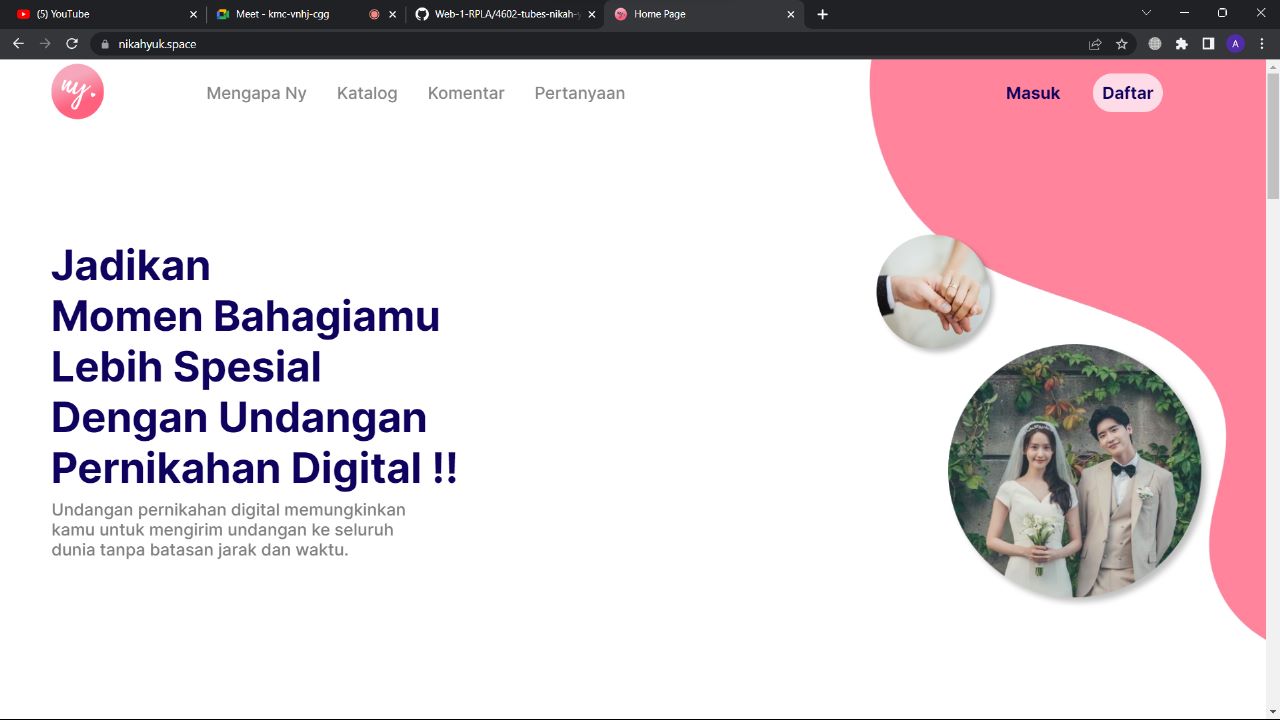 (5) YouTube
Meet - kmc-vnhj-cgg
Web-1-RPLA/4602-tubes-nikah-y
Home Page
nikahyuk.space
A
ny.
Mengapa Ny
Katalog
Komentar
Pertanyaan
Masuk
Daftar
Jadikan
Momen Bahagiamu
Lebih Spesial
Dengan Undangan
Pernikahan Digital !!
Undangan pernikahan digital memungkinkan
kamu untuk mengirim undangan ke seluruh
dunia tanpa batasan jarak dan waktu.